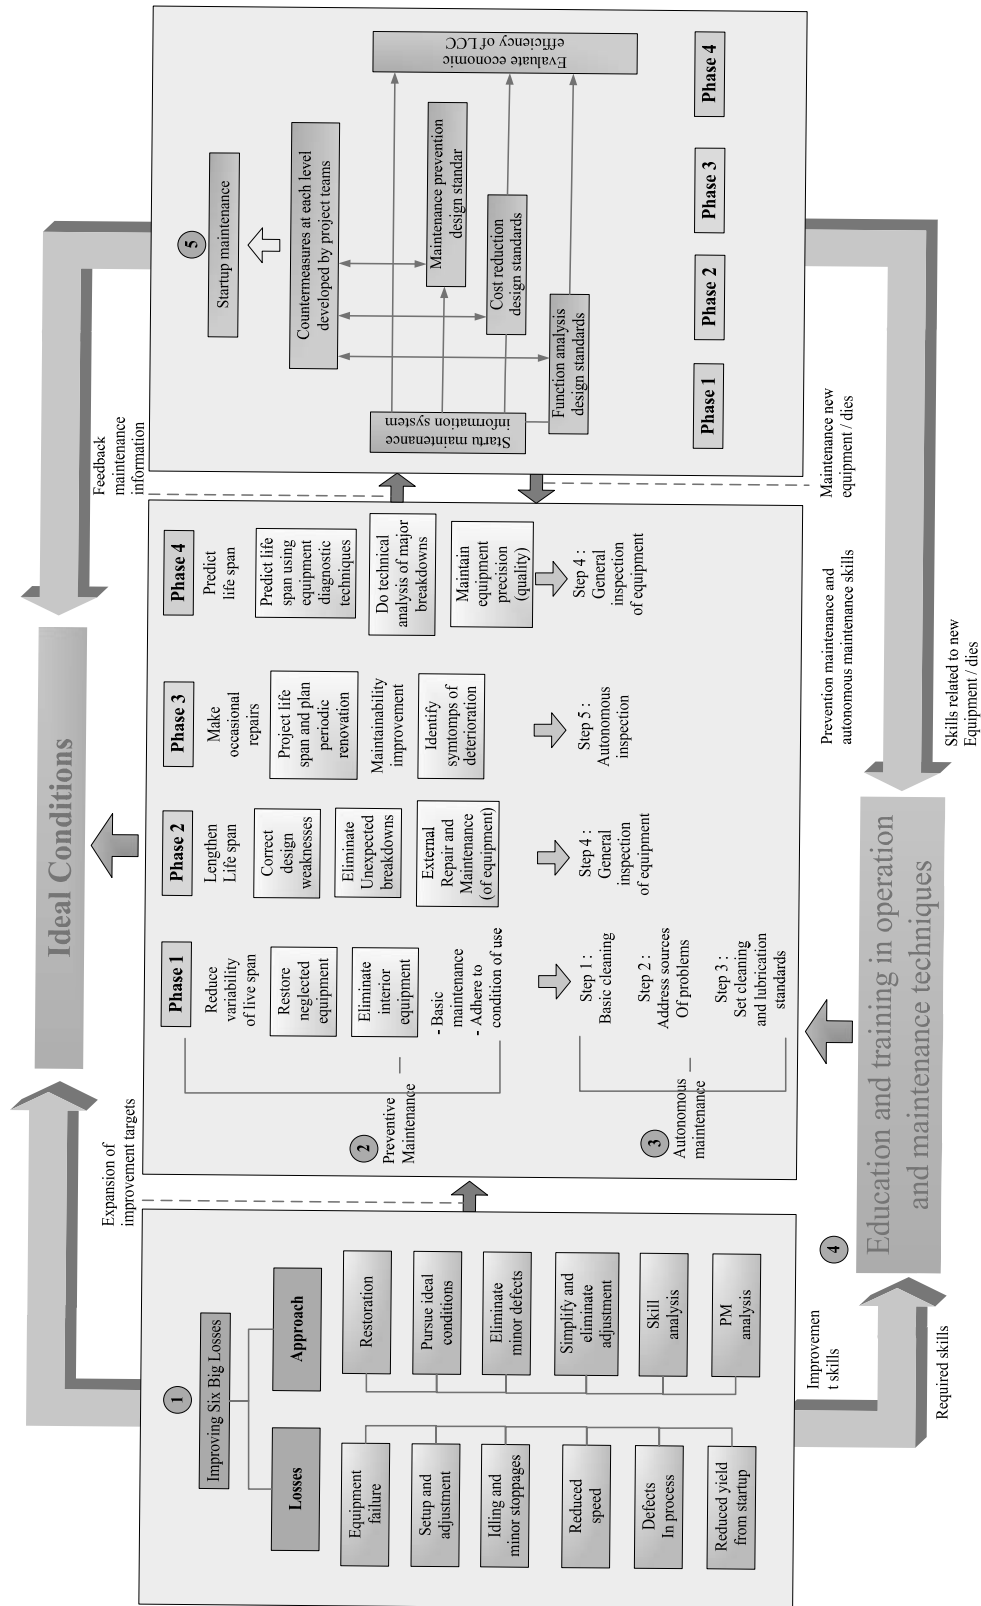 Ideal Conditions
Expansion of
improvement targets
Feedback
maintenance
information
1
Improving Six Big Losses
Losses
Approach
Equipment
failure
Setup and
adjustment
Idling and
minor stoppages
Reduced
speed
Defects
In process
Reduced yield
from startup
Restoration
Pursue ideal
conditions
Eliminate
minor defects
Simplify and
eliminate
adjustment
Skill
analysis
PM
analysis
2
Preventive
Maintenance
3
Autonomous
maintenance
Phase 1
Reduce
variability
of live span
Restore
neglected
equipment
Eliminate
interior
equipment
- Basic
maintenance
- Adhere to
condition of use
Step 1 :
Basic cleaning
Step 2 :
Address sources
Of problems
Step 3 :
Set cleaning
and lubrication
standards
Phase 2
Lengthen
Life span
Correct
design
weaknesses
Eliminate
Unexpected
breakdowns
External
Repair and
Maintenance
(of equipment)
Step 4 :
General
inspection
of equipment
Phase 3
Make
occasional
repairs
Project life
span and plan
periodic
renovation
Maintainability
improvement
Identify
symtomps of
deterioration
Step 5 :
Autonomous
inspection
Phase 4
Predict
life span
Predict life
span using
equipment
diagnostic
techniques
Do technical
analysis of major
breakdowns
Maintain
equipment
precision
(quality)
Step 4 :
General
inspection
of equipment
5
Startup maintenance
Countermeasures at each level
developed by project teams
Startu maintenance
information system
Maintenance prevention
design standar
Cost reduction
design standards
Function analysis
design standards
Evaluate economic
efficiency of LCC
Phase 1
Phase 2
Phase 3
Phase 4
Improvemen
t skills
Required skills
4
Education and training in operation
and maintenance techniques
Prevention maintenance and
autonomous maintenance skills
Maintenance new
equipment / dies
Skills related to new
Equipment / dies